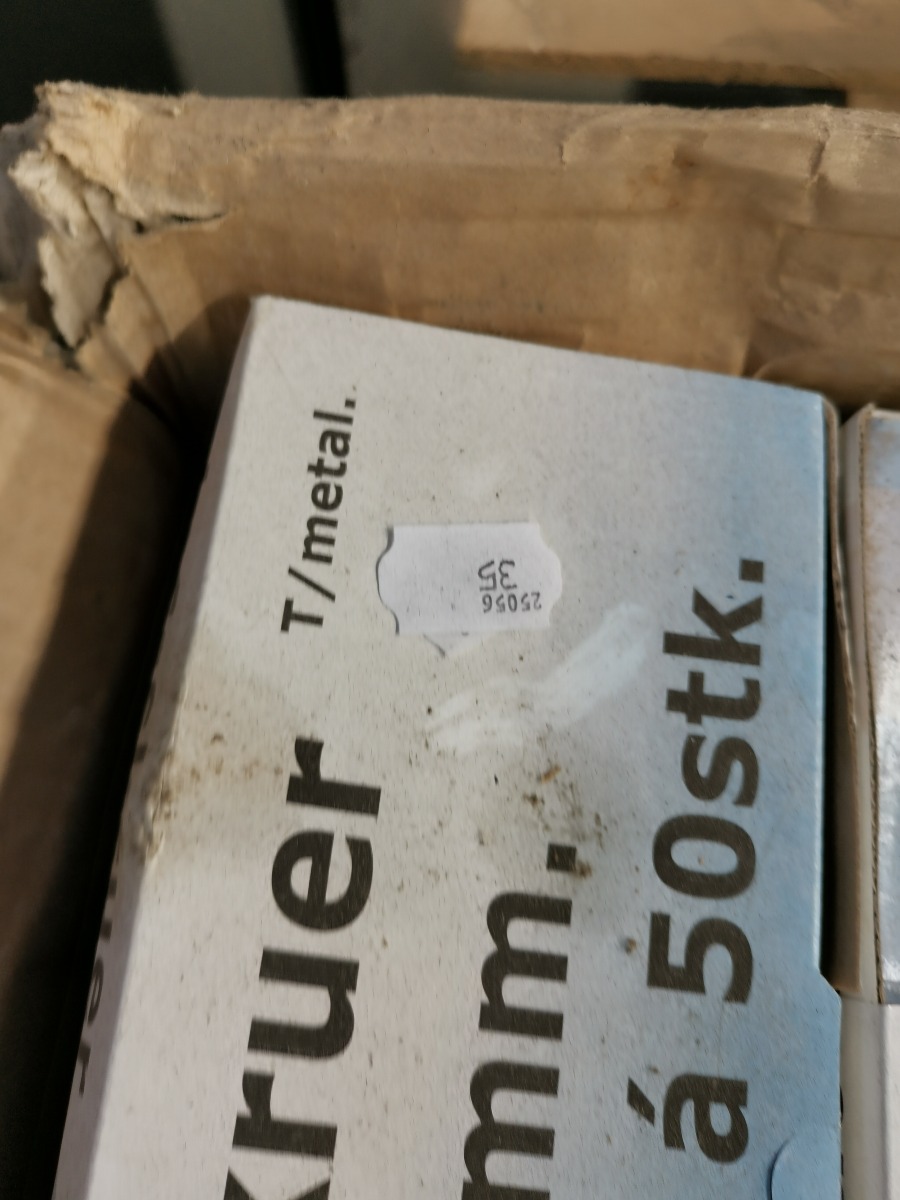 kruer T/metal.
mm.
á 50stk.
25056
35